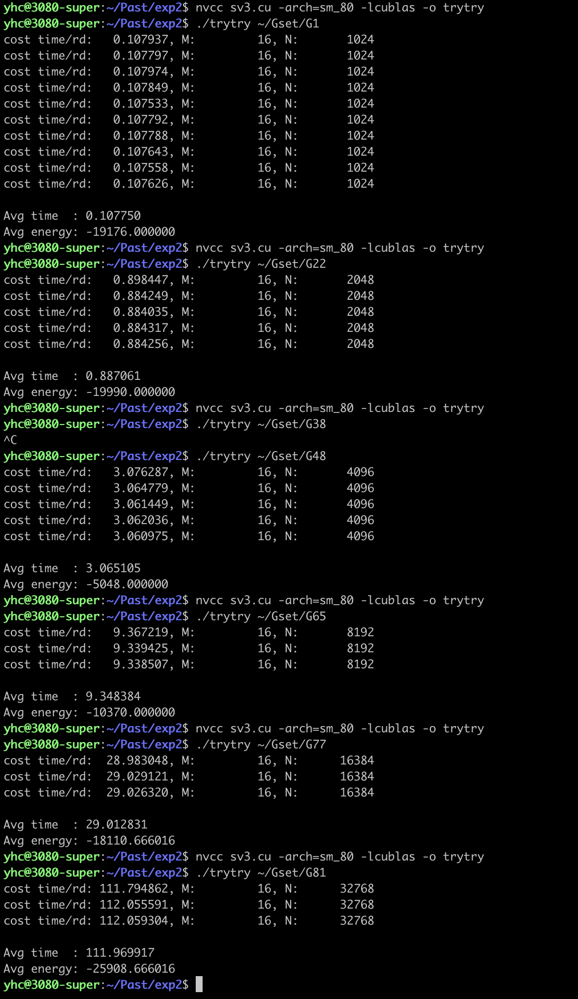 yhc@3080-super:~/Past/exp2$ nvcc sv3.cu -arch=sm_80 -lcublas -o trytry
yhc@3080-super:~/Past/exp2$ ./trytry ~/Gset/G1
cost time/rd:   0.107937, M:         16, N:       1024
cost time/rd:   0.107797, M:         16, N:       1024
cost time/rd:   0.107974, M:         16, N:       1024
cost time/rd:   0.107849, M:         16, N:       1024
cost time/rd:   0.107533, M:         16, N:       1024
cost time/rd:   0.107792, M:         16, N:       1024
cost time/rd:   0.107788, M:         16, N:       1024
cost time/rd:   0.107643, M:         16, N:       1024
cost time/rd:   0.107558, M:         16, N:       1024
cost time/rd:   0.107626, M:         16, N:       1024

Avg time  : 0.107750
Avg energy: -19176.000000
yhc@3080-super:~/Past/exp2$ nvcc sv3.cu -arch=sm_80 -lcublas -o trytry
yhc@3080-super:~/Past/exp2$ ./trytry ~/Gset/G22
cost time/rd:   0.898447, M:         16, N:       2048
cost time/rd:   0.884249, M:         16, N:       2048
cost time/rd:   0.884035, M:         16, N:       2048
cost time/rd:   0.884317, M:         16, N:       2048
cost time/rd:   0.884256, M:         16, N:       2048

Avg time  : 0.887061
Avg energy: -19990.000000
yhc@3080-super:~/Past/exp2$ nvcc sv3.cu -arch=sm_80 -lcublas -o trytry
yhc@3080-super:~/Past/exp2$ ./trytry ~/Gset/G38
^C
yhc@3080-super:~/Past/exp2$ ./trytry ~/Gset/G48
cost time/rd:   3.076287, M:         16, N:       4096
cost time/rd:   3.064779, M:         16, N:       4096
cost time/rd:   3.061449, M:         16, N:       4096
cost time/rd:   3.062036, M:         16, N:       4096
cost time/rd:   3.060975, M:         16, N:       4096

Avg time  : 3.065105
Avg energy: -5048.000000
yhc@3080-super:~/Past/exp2$ nvcc sv3.cu -arch=sm_80 -lcublas -o trytry
yhc@3080-super:~/Past/exp2$ ./trytry ~/Gset/G65
cost time/rd:   9.367219, M:         16, N:       8192
cost time/rd:   9.339425, M:         16, N:       8192
cost time/rd:   9.338507, M:         16, N:       8192

Avg time  : 9.348384
Avg energy: -10370.000000
yhc@3080-super:~/Past/exp2$ nvcc sv3.cu -arch=sm_80 -lcublas -o trytry
yhc@3080-super:~/Past/exp2$ ./trytry ~/Gset/G77
cost time/rd:  28.983048, M:         16, N:      16384
cost time/rd:  29.029121, M:         16, N:      16384
cost time/rd:  29.026320, M:         16, N:      16384

Avg time  : 29.012831
Avg energy: -18110.666016
yhc@3080-super:~/Past/exp2$ nvcc sv3.cu -arch=sm_80 -lcublas -o trytry
yhc@3080-super:~/Past/exp2$ ./trytry ~/Gset/G81
cost time/rd: 111.794862, M:         16, N:      32768
cost time/rd: 112.055591, M:         16, N:      32768
cost time/rd: 112.059304, M:         16, N:      32768

Avg time  : 111.969917
Avg energy: -25908.666016
yhc@3080-super:~/Past/exp2$